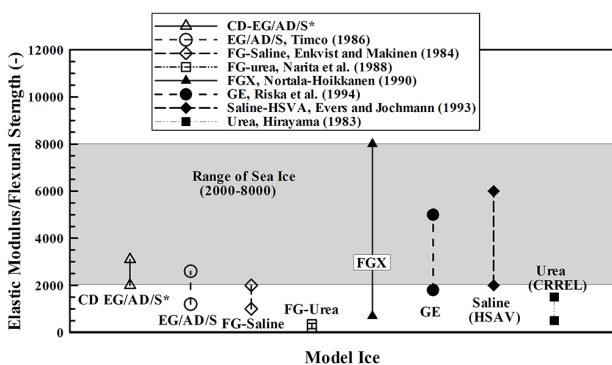 CD-EG/AD/S*
EG/AD/S, Timco (1986)
FG-Saline, Enkvist and Makinen (1984)
FG-urea, Narita et al. (1988)
FGX, Nortala-Hoikkanen (1990)
GE, Riska et al. (1994)
Saline-HSVA, Evers and Jochmann (1993)
Urea, Hirayama (1983)
Elastic Modulus/Flexural Sterngth (-)
12000
10000
8000
6000
4000
2000
0
Range of Sea Ice
(2000-8000)
CD EG/AD/S*
EG/AD/S
FG-Saline
FG-Urea
FGX
GE
Saline
(HSAV)
Urea
(CRREL)
Model Ice